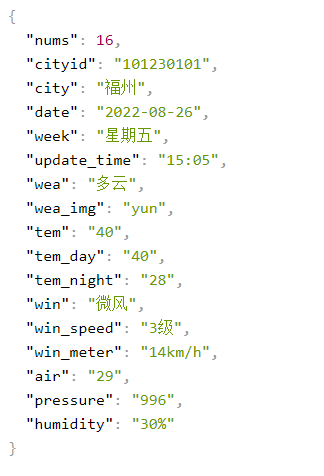 {
"nums": 16,
"cityid": "101230101",
"city": "福州",
"date": "2022-08-26",
"week": "星期五",
"update_time": "15:05",
"wea": "多云",
"wea_img": "yun",
"tem": "40",
"tem_day": "40",
"tem_night": "28",
"win": "微风",
"win_speed": "3级",
"win_meter": "14km/h",
"air": "29",
"pressure": "996",
"humidity": "30%"
}